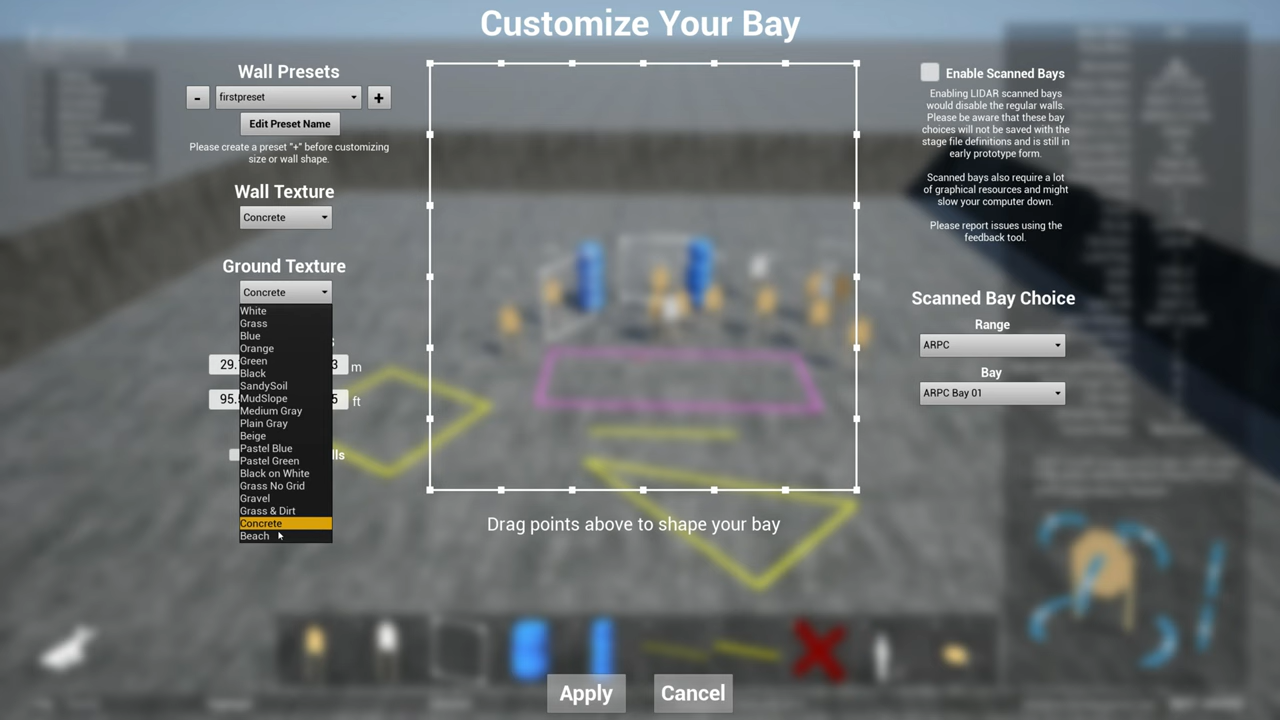 Customize Your Bay
Wall Presets
-
firstpreset
+
Edit Preset Name
Please create a preset "+" before customizing
size or wall shape.
Wall Texture
Concrete
Ground Texture
Concrete
White
Grass
Blue
Orange
Green
Black
SandySoil
MudSlope
Medium Gray
Plain Gray
Beige
Pastel Blue
Pastel Green
Black on White
Grass No Grid
Gravel
Grass & Dirt
Concrete
Beach
29.
3 m
95.
5 ft
Drag points above to shape your bay
Enable Scanned Bays
Enabling LIDAR scanned bays
would disable the regular walls.
Please be aware that these bay
choices will not be saved with the
stage file definitions and is still in
early prototype form.
Scanned bays also require a lot
of graphical resources and might
slow your computer down.
Please report issues using the
feedback tool.
Scanned Bay Choice
Range
ARPC
Bay
ARPC Bay 01
Apply
Cancel